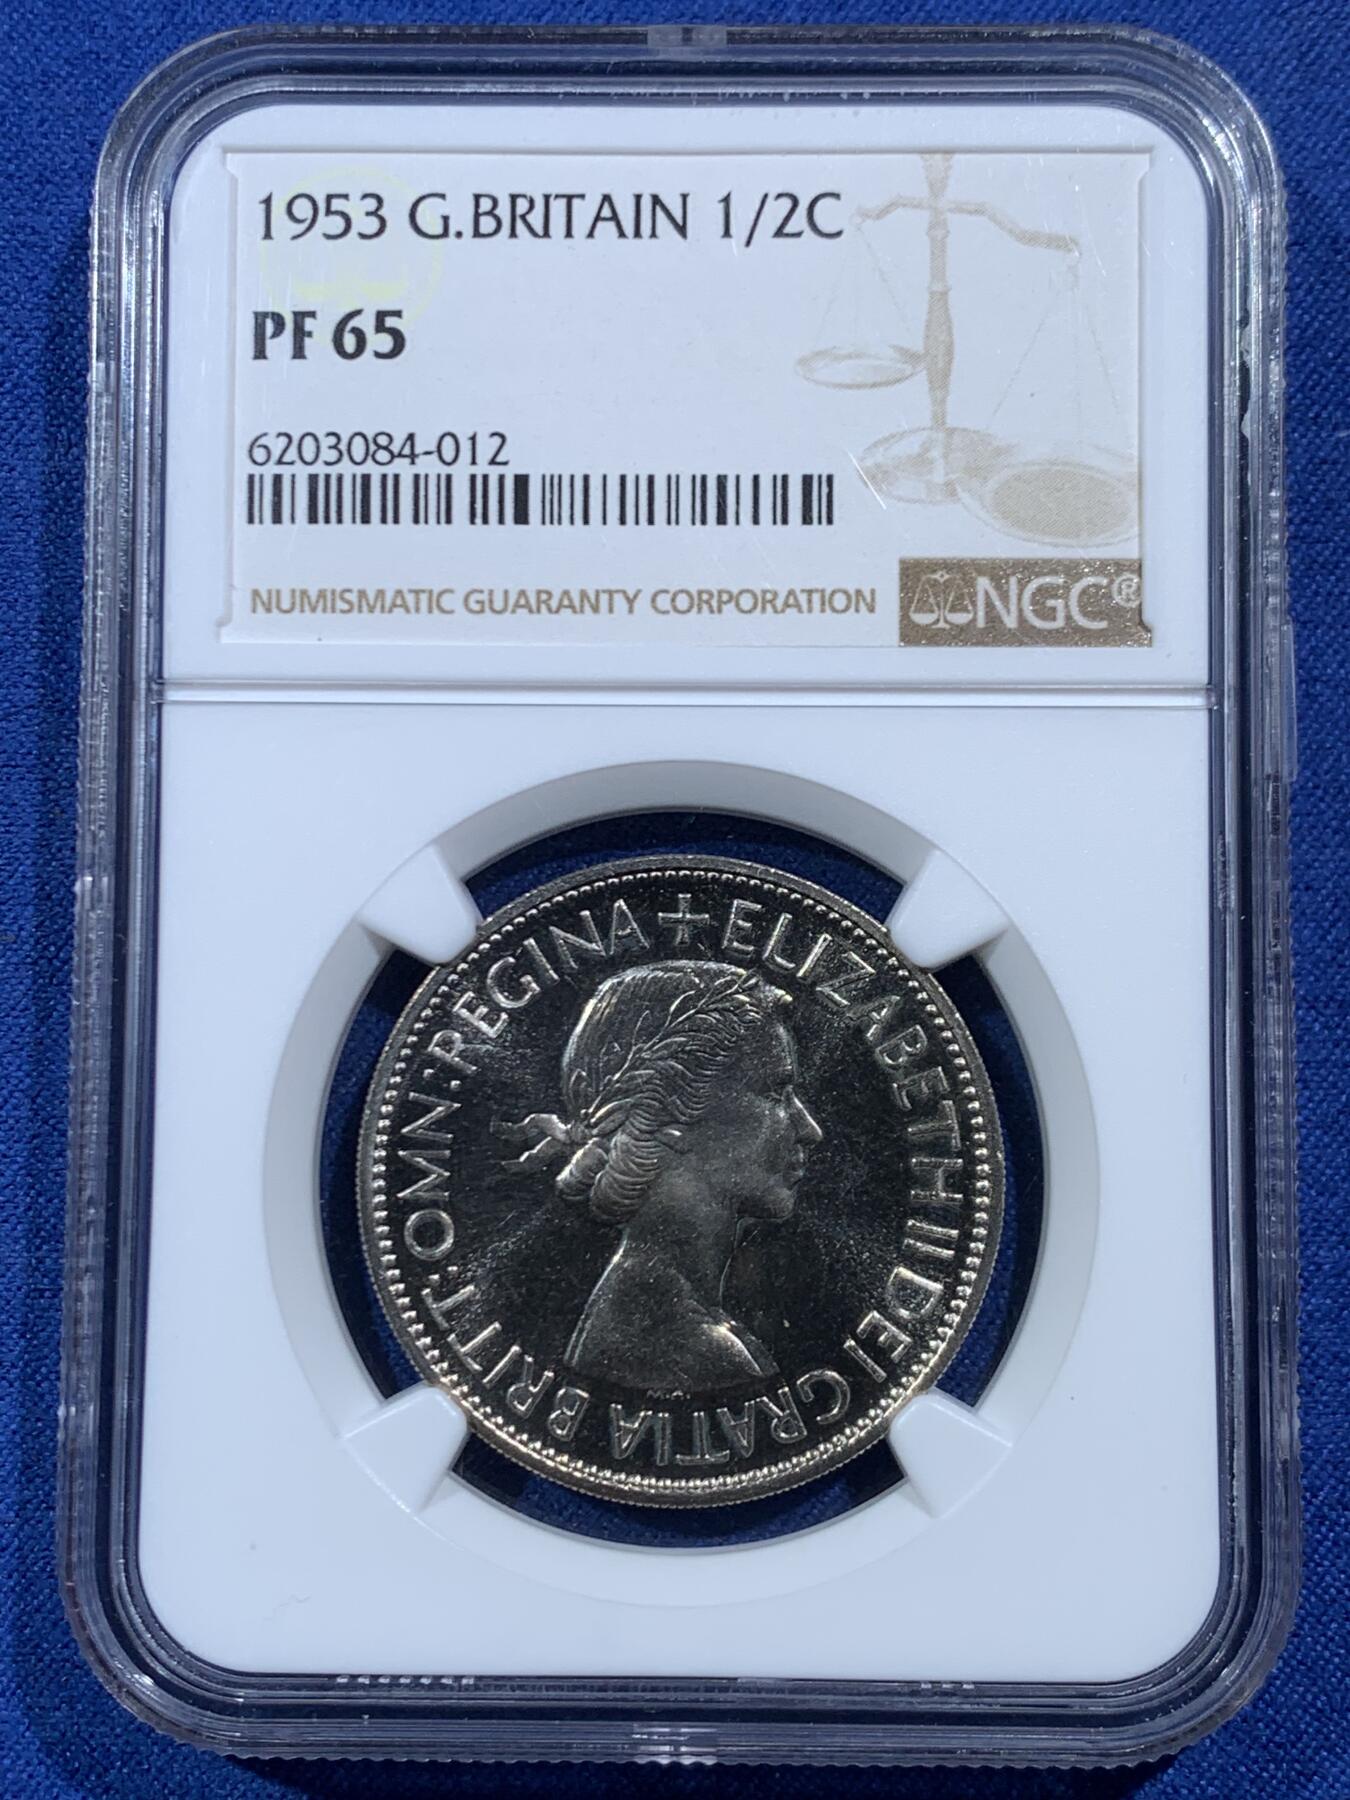 1953 G.BRITAIN 1/2C
PF 65
6203084-012
NUMISMATIC GUARANTY CORPORATION
NGC®
+ ELIZABETH II DEI GRATIA BRITT:OMN:REGINA